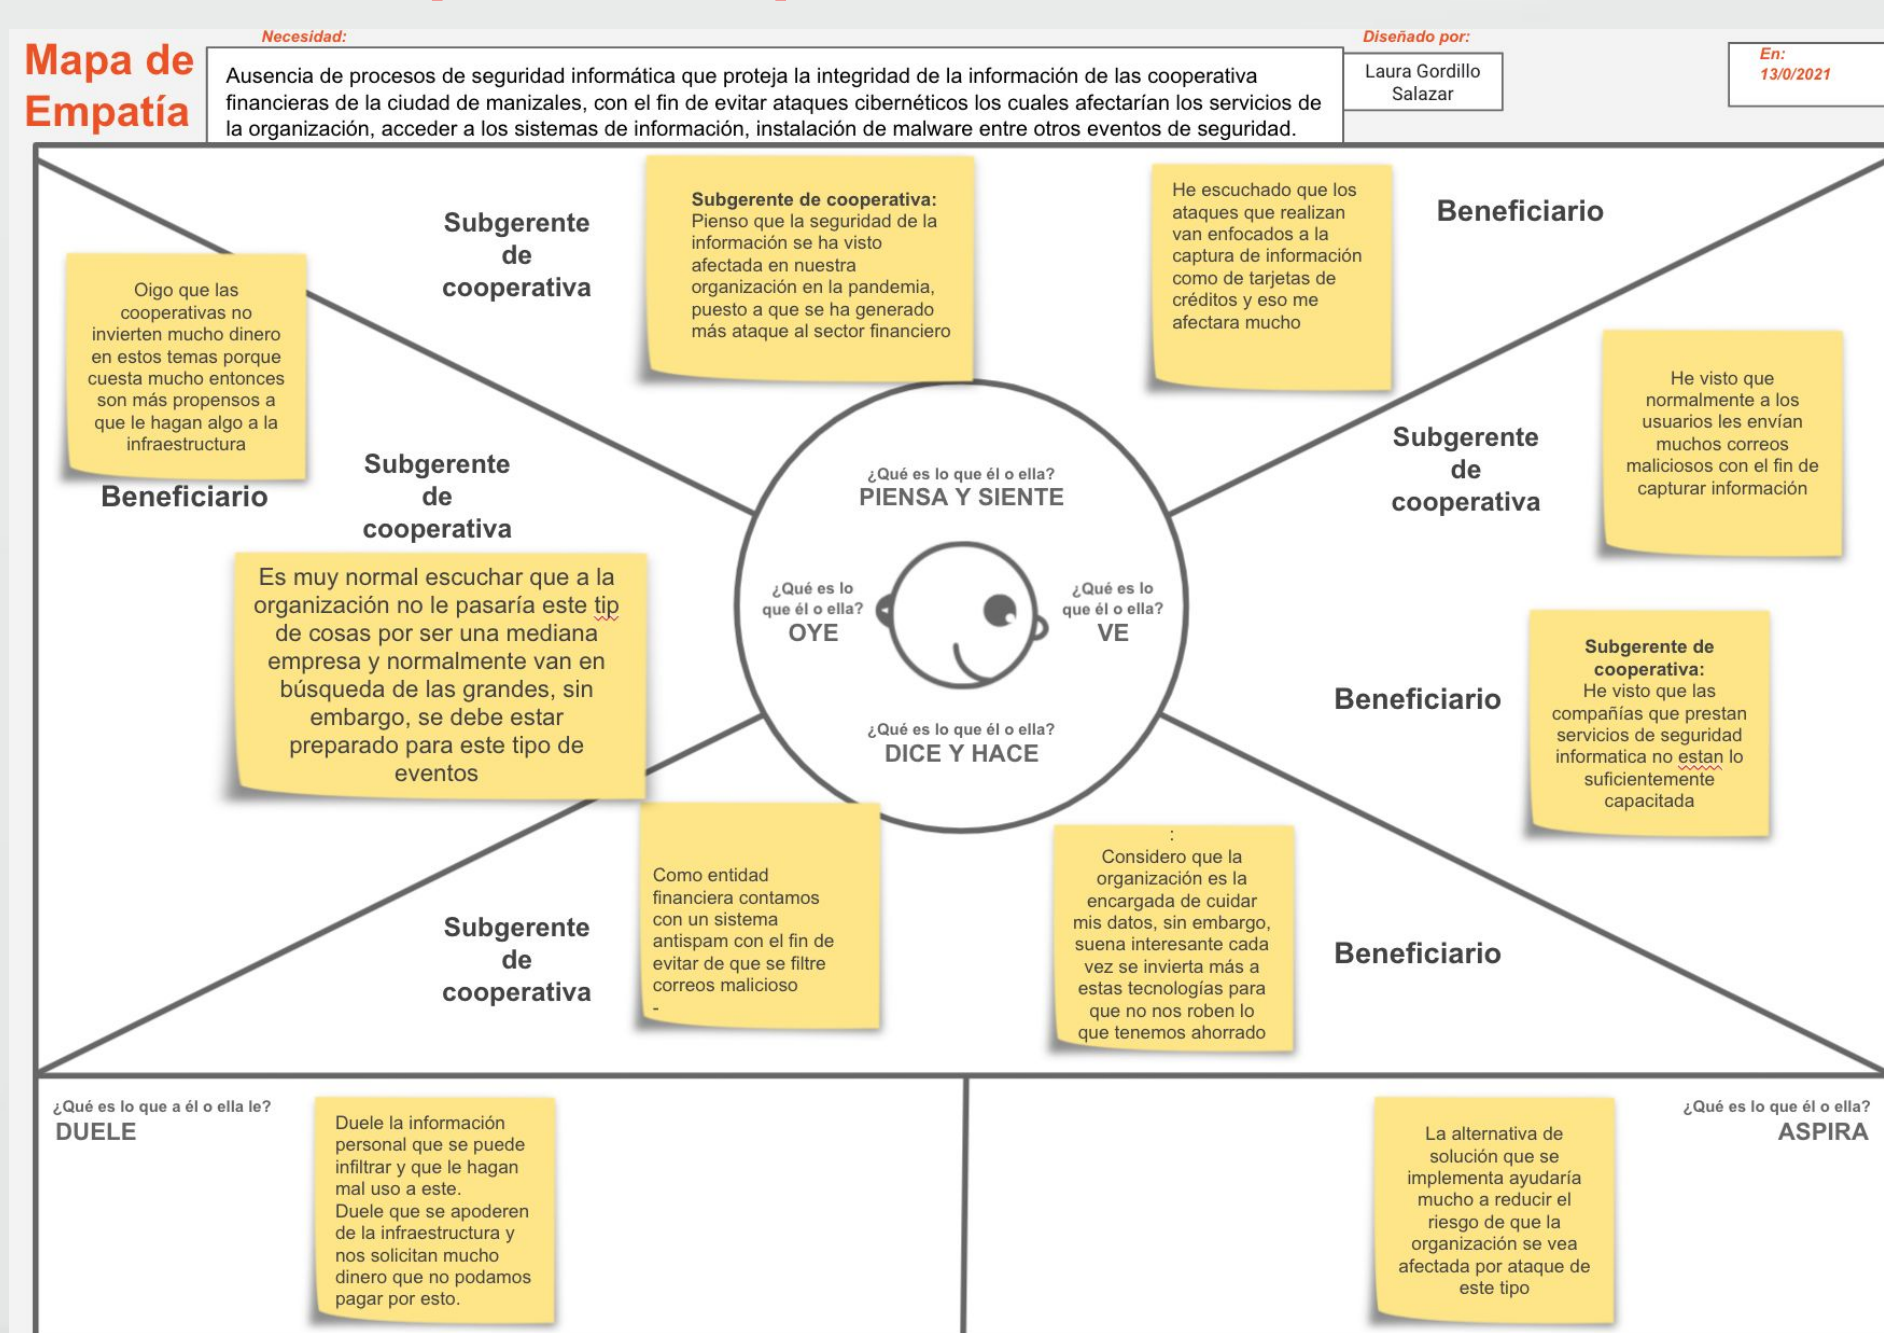 Necesidad:
Diseñado por:
Mapa de
Empatía
Ausencia de procesos de seguridad informática que proteja la integridad de la información de las cooperativa
financieras de la ciudad de manizales, con el fin de evitar ataques cibernéticos los cuales afectarían los servicios de
la organización, acceder a los sistemas de información, instalación de malware entre otros eventos de seguridad.
Laura Gordillo
Salazar
En:
13/0/2021
Subgerente
de
cooperativa
Subgerente de cooperativa:
Pienso que la seguridad de la
información se ha visto
afectada en nuestra
organización en la pandemia,
puesto a que se ha generado
más ataque al sector financiero
He escuchado que los
ataques que realizan
van enfocados a la
captura de información
como de tarjetas de
créditos y eso me
afectara mucho
Beneficiario
Oigo que las
cooperativas no
invierten mucho dinero
en estos temas porque
cuesta mucho entonces
son más propensos a
que le hagan algo a la
infraestructura
Beneficiario
Subgerente
de
cooperativa
Es muy normal escuchar que a la
organización no le pasaría este tip
de cosas por ser una mediana
empresa y normalmente van en
búsqueda de las grandes, sin
embargo, se debe estar
preparado para este tipo de
eventos
¿Qué es lo que él o ella?
PIENSA Y SIENTE
¿Qué es lo
que él o ella?
OYE
¿Qué es lo
que él o ella?
VE
¿Qué es lo que él o ella?
DICE Y HACE
Subgerente
de
cooperativa
He visto que
normalmente a los
usuarios les envían
muchos correos
maliciosos con el fin de
capturar información
Beneficiario
Subgerente de
cooperativa:
He visto que las
compañías que prestan
servicios de seguridad
informatica no estan lo
suficientemente
capacitada
Subgerente
de
cooperativa
Como entidad
financiera contamos
con un sistema
antispam con el fin de
evitar de que se filtre
correos malicioso
-
:
Considero que la
organización es la
encargada de cuidar
mis datos, sin embargo,
suena interesante cada
vez se invierta más a
estas tecnologías para
que no nos roben lo
que tenemos ahorrado
Beneficiario
¿Qué es lo que a él o ella le?
DUELE
Duele la información
personal que se puede
infiltrar y que le hagan
mal uso a este.
Duele que se apoderen
de la infraestructura y
nos solicitan mucho
dinero que no podamos
pagar por esto.
La alternativa de
solución que se
implementa ayudaría
mucho a reducir el
riesgo de que la
organización se vea
afectada por ataque de
este tipo
¿Qué es lo que él o ella?
ASPIRA